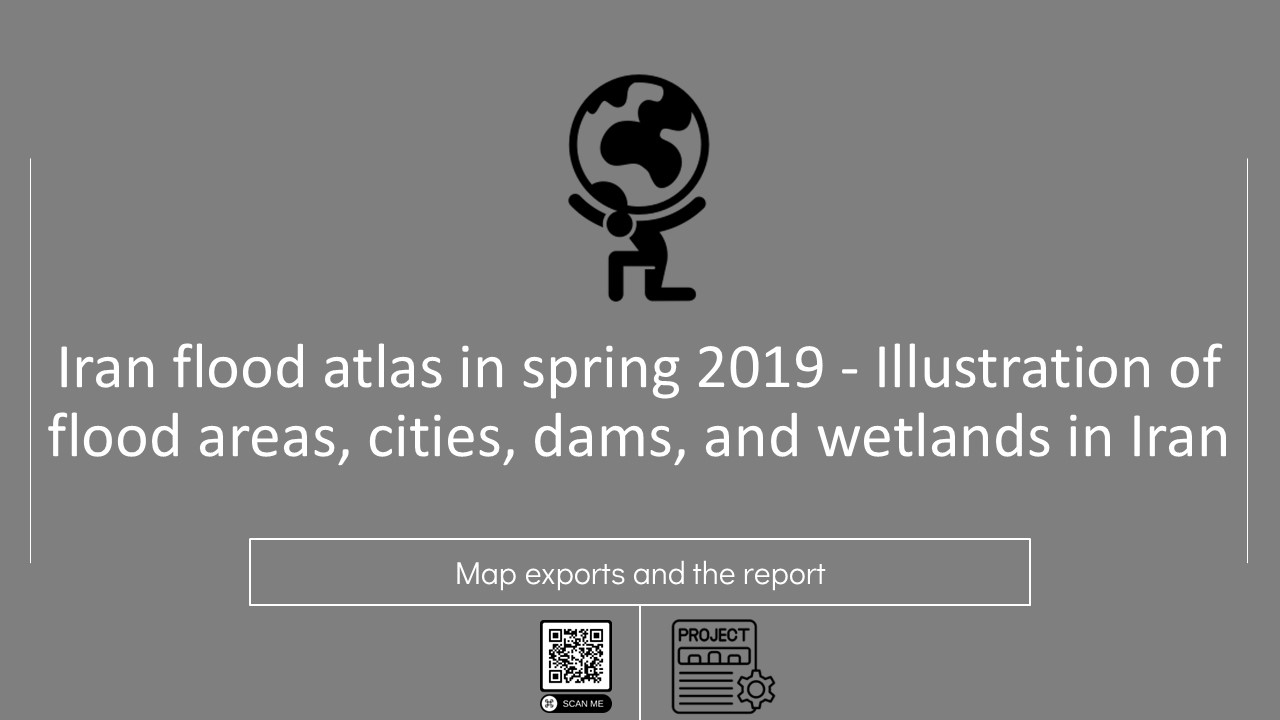 Iran flood atlas in spring 2019 - Illustration of
flood areas, cities, dams, and wetlands in Iran
Map exports and the report
SCAN ME
PROJECT